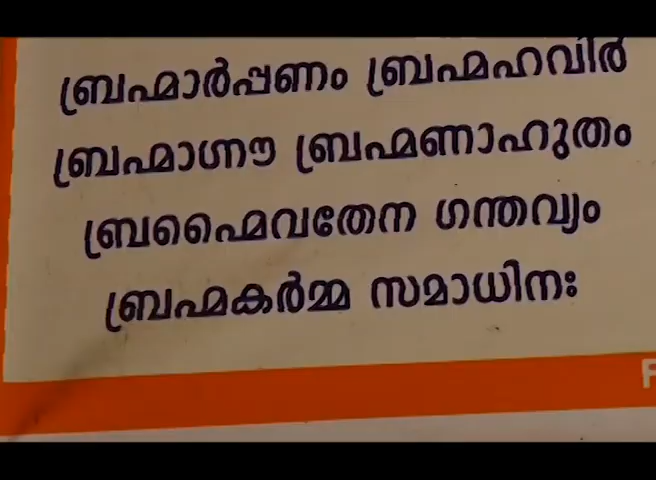 ബ്രഹ്മാർപ്പണം ബ്രഹ്മഹവിർ
ബ്രഹ്മാഗ്നൗ ബ്രഹ്മണാഹുതം
ബ്രഹ്മൈവതേന ഗന്തവ്യം
ബ്രഹ്മകർമ്മ സമാധിനഃ